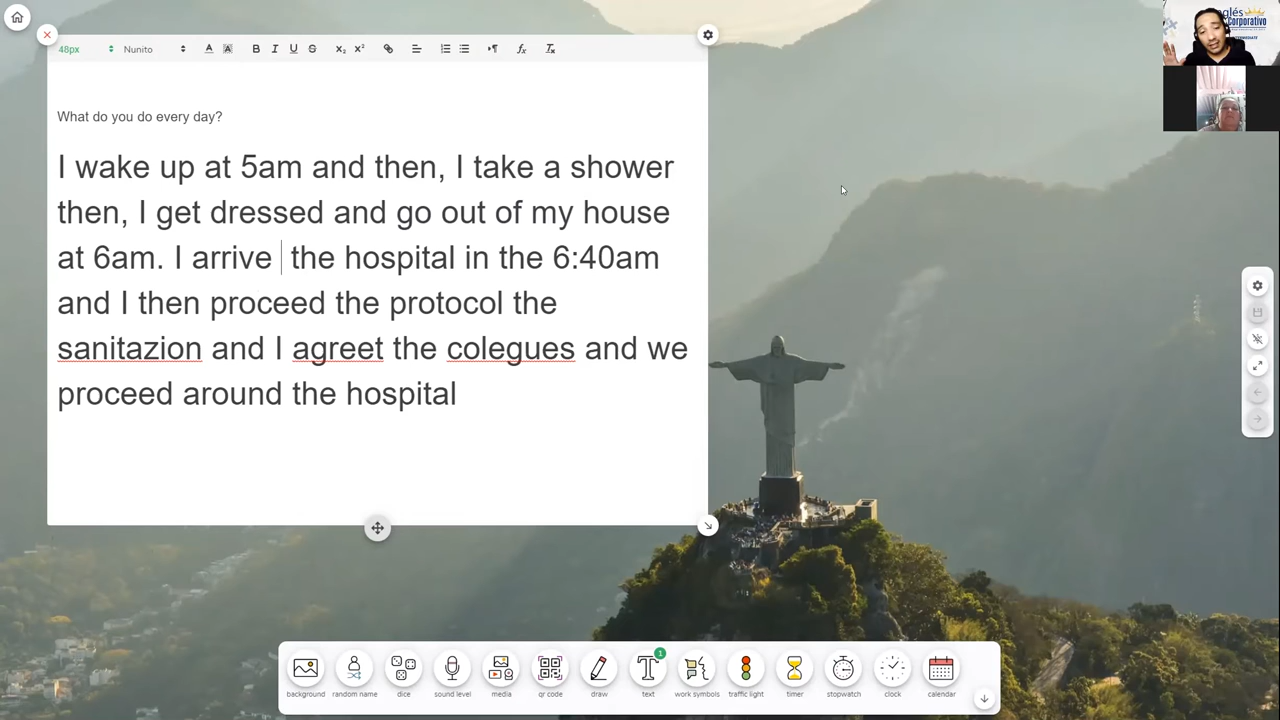 48px Nunito
What do you do every day?
I wake up at 5am and then, I take a shower
then, I get dressed and go out of my house
at 6am. I arrive the hospital in the 6:40am
and I then proceed the protocol the
sanitazion and I agreet the colegues and we
proceed around the hospital
background random name dice sound level media qr code draw text 1 work symbols traffic light timer stopwatch clock calendar